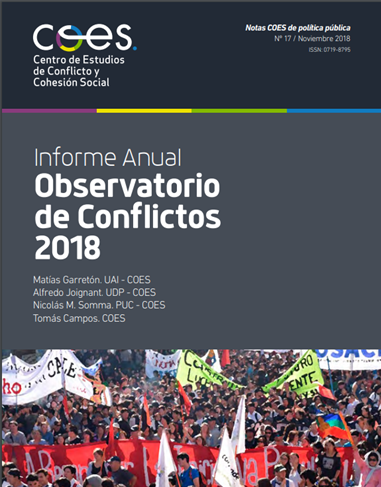 coes.
Centro de Estudios
de Conflicto y
Cohesión Social
Notas COES de política pública
N° 17 / Noviembre 2018
ISSN: 0719-8795
Informe Anual
Observatorio
de Conflictos
2018
Matías Garretón. UAI - COES
Alfredo Joignant. UDP - COES
Nicolás M. Somma. PUC - COES
Tomás Campos. COES